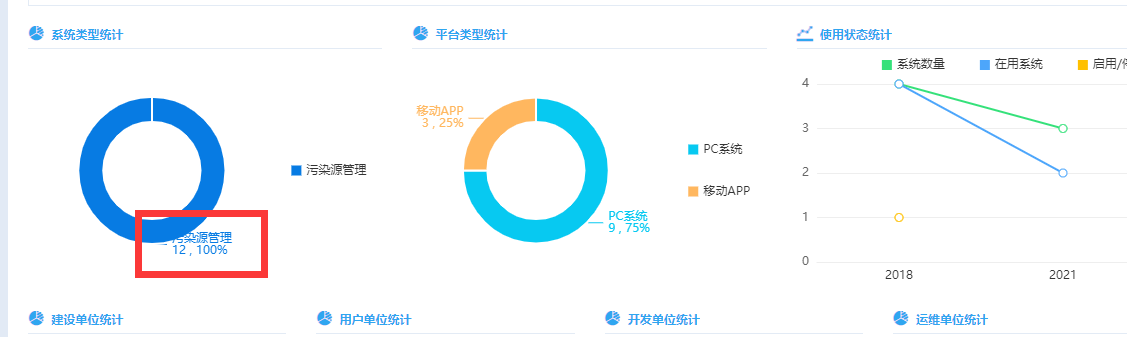 系统类型统计
平台类型统计
使用状态统计
系统数量
在用系统
启用/
移动APP
3 , 25%
污染源管理
PC系统
移动APP
PC系统
9 , 75%
污染源管理
12 , 100%
4
3
2
1
0
2018
2021
建设单位统计
用户单位统计
开发单位统计
运维单位统计